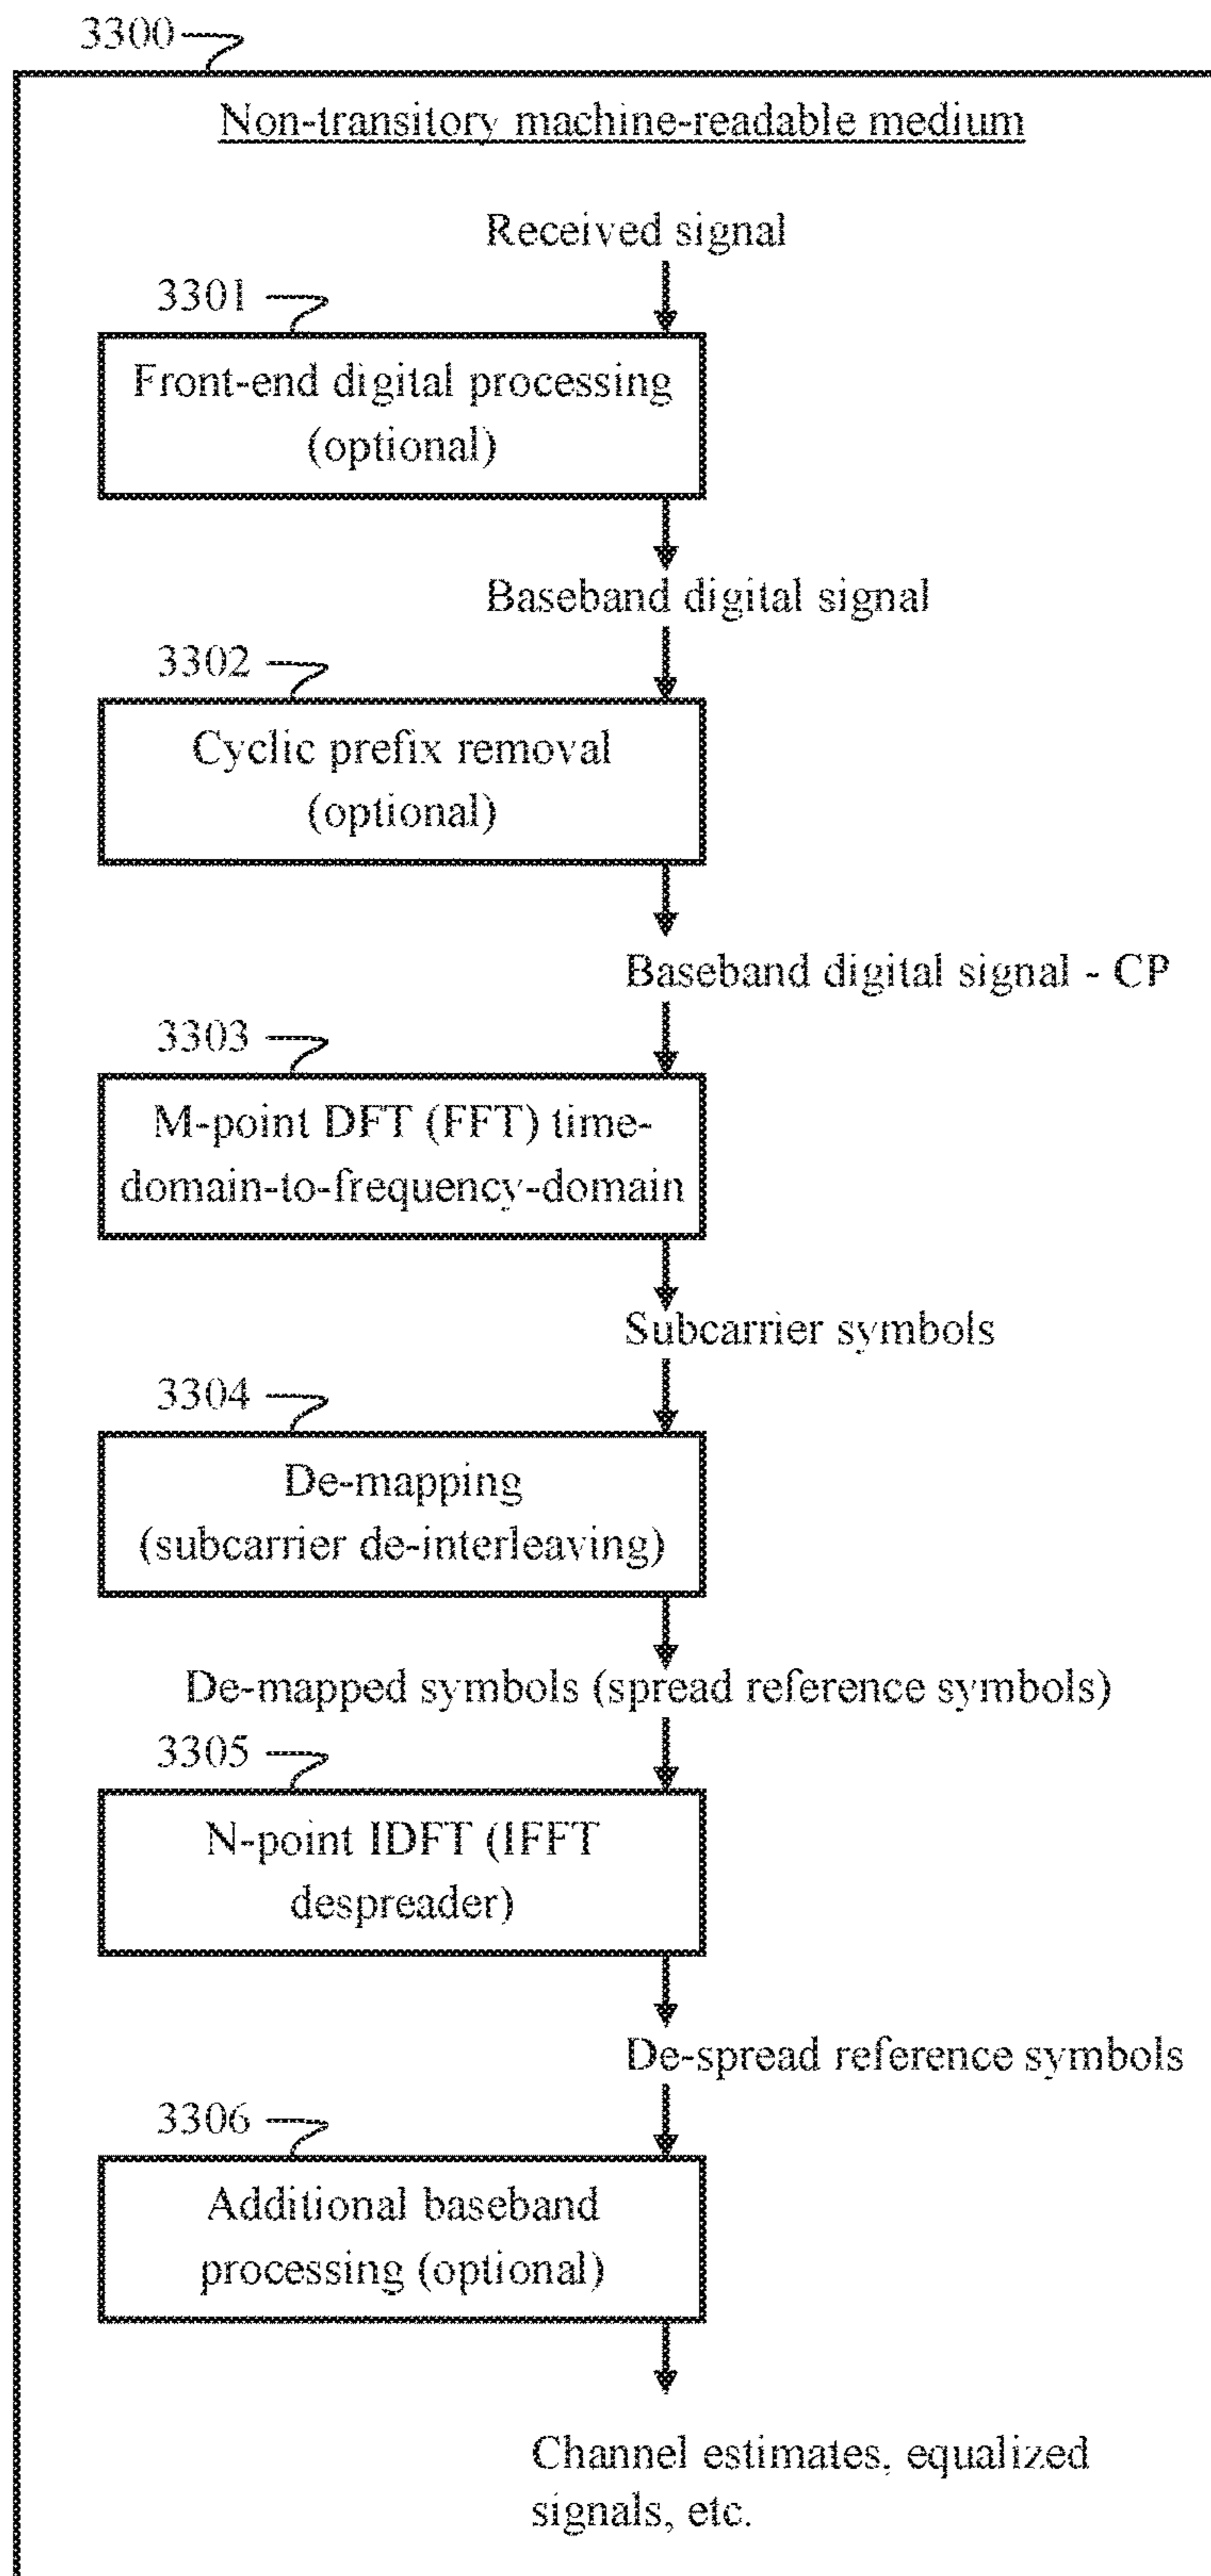 3300
Non-transitory machine-readable medium
Received signal
3301
Front-end digital processing
(optional)
Baseband digital signal
3302
Cyclic prefix removal
(optional)
Baseband digital signal - CP
3303
M-point DFT (FFT) time-
domain-to-frequency-domain
Subcarrier symbols
3304
De-mapping
(subcarrier de-interleaving)
De-mapped symbols (spread reference symbols)
3305
N-point IDFT (IFFT
despreader)
De-spread reference symbols
3306
Additional baseband
processing (optional)
Channel estimates, equalized
signals, etc.